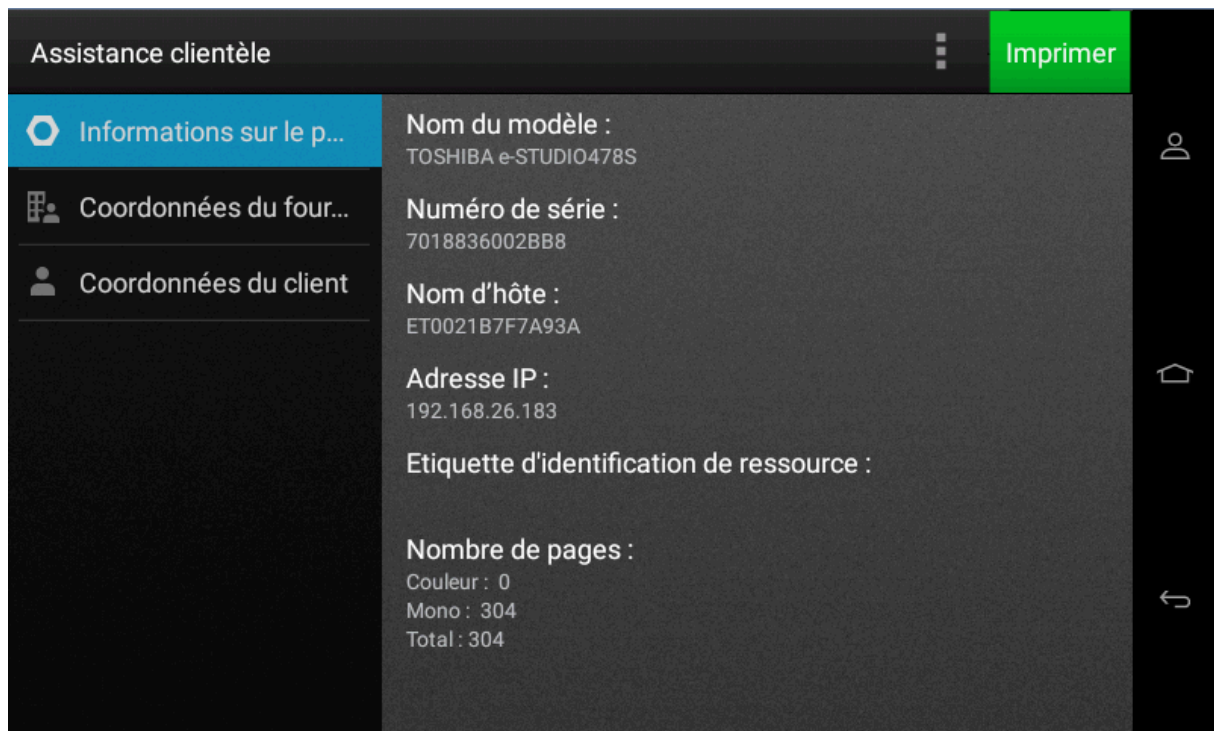 Assistance clientèle
Imprimer
Informations sur le p...
Coordonnées du four...
Coordonnées du client
Nom du modèle :
TOSHIBA e-STUDIO478S
Numéro de série :
7018836002BB8
Nom d’hôte :
ET0021B7F7A93A
Adresse IP :
192.168.26.183
Etiquette d'identification de ressource :
Nombre de pages :
Couleur : 0
Mono : 304
Total : 304